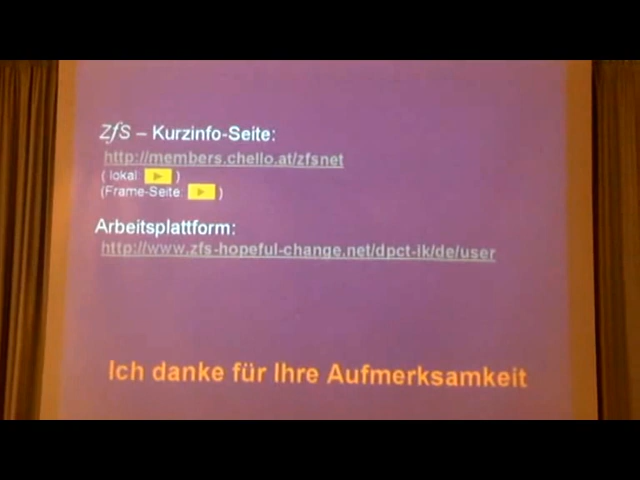 ZfS – Kurzinfo-Seite:
http://members.chello.at/zfsnet
( lokal: )
(Frame-Seite: )
Arbeitsplattform:
http://www.zfs-hopeful-change.net/dpct-ik/de/user
Ich danke für Ihre Aufmerksamkeit